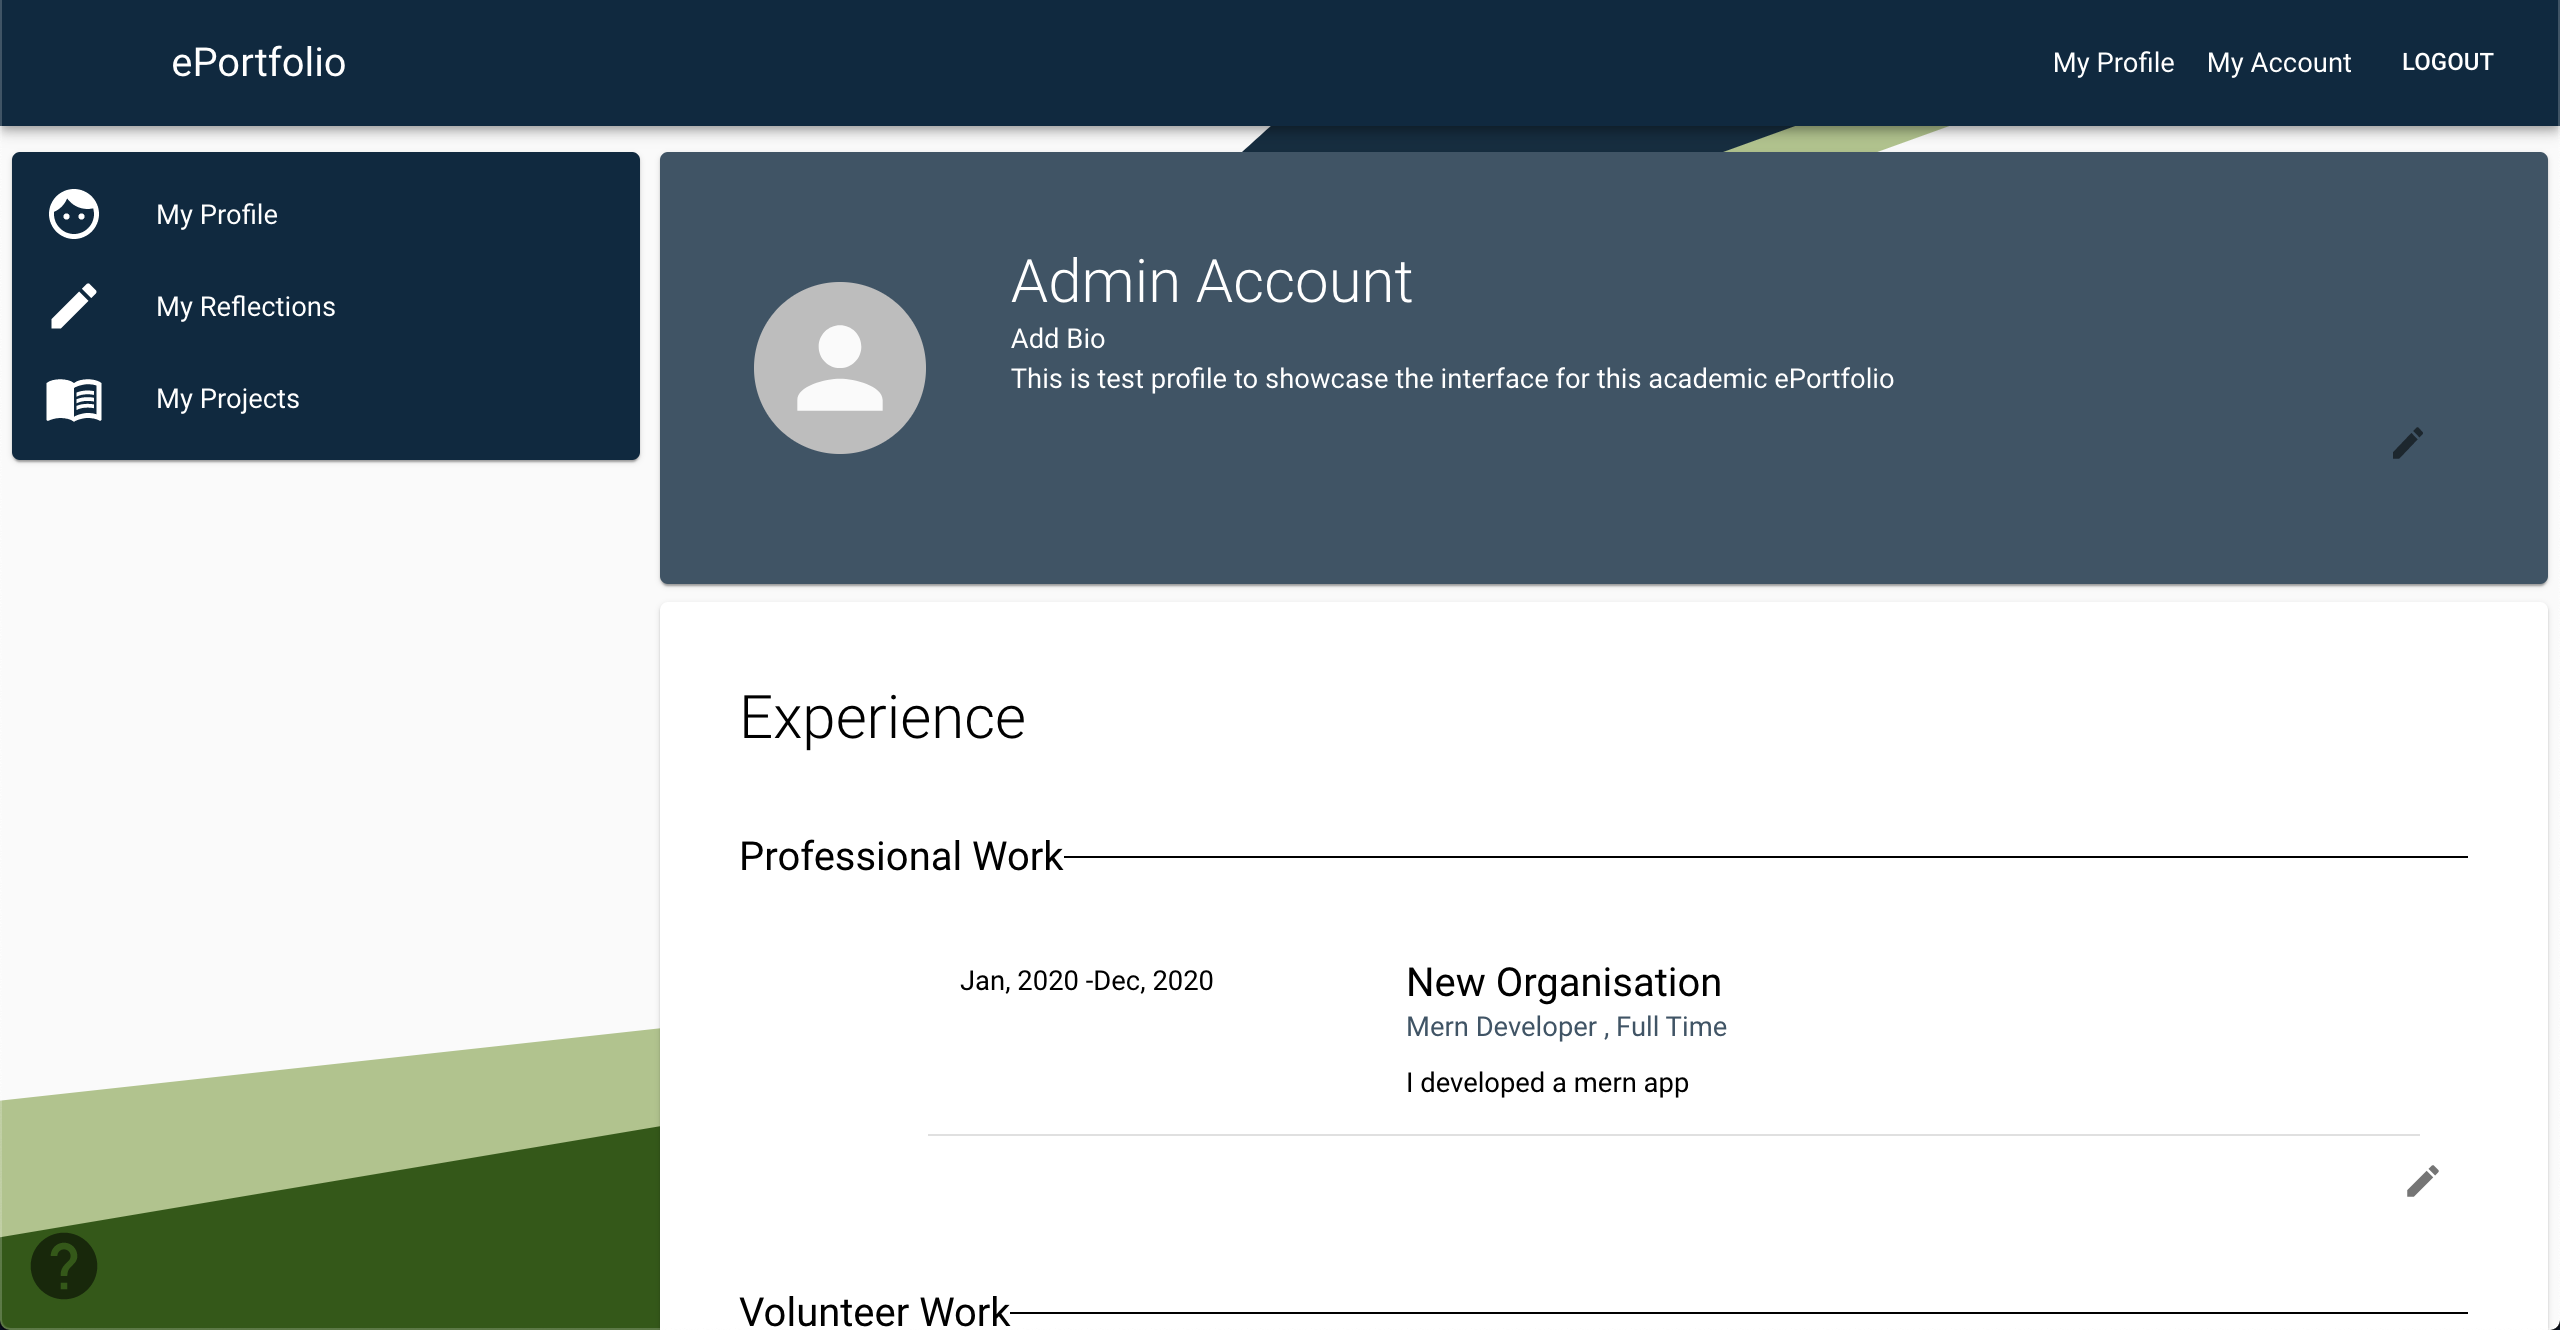 ePortfolio
My Profile
My Account
LOGOUT
My Profile
My Reflections
My Projects
Admin Account
Add Bio
This is test profile to showcase the interface for this academic ePortfolio
Experience
Professional Work
Jan, 2020 -Dec, 2020
New Organisation
Mern Developer , Full Time
I developed a mern app
Volunteer Work
?